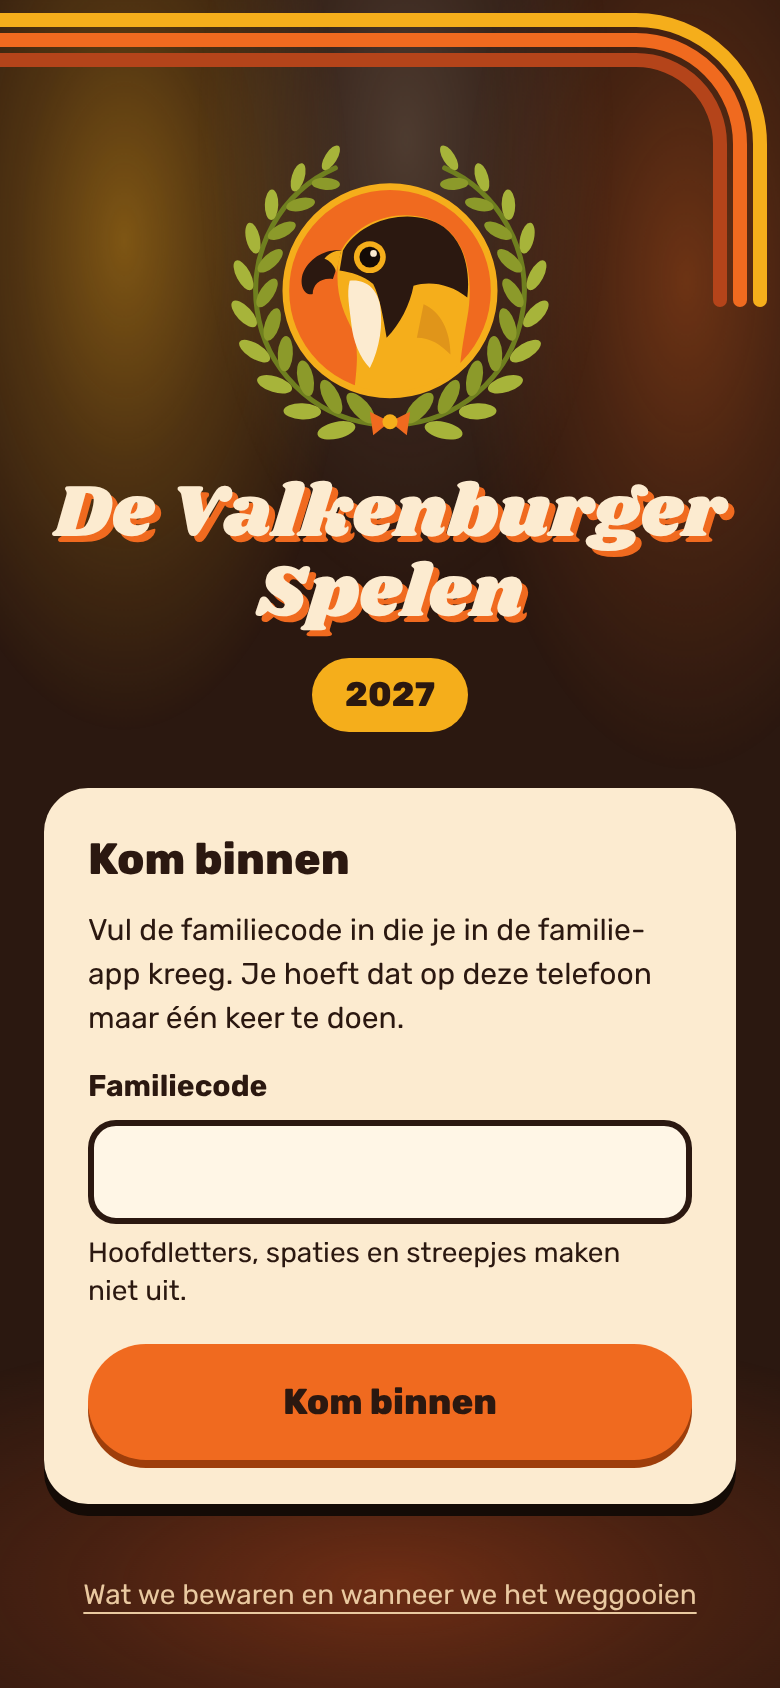 De Valkenburger
Spelen
2027
Kom binnen
Vul de familiecode in die je in de familie-
app kreeg. Je hoeft dat op deze telefoon
maar één keer te doen.
Familiecode
Hoofdletters, spaties en streepjes maken
niet uit.
Kom binnen
Wat we bewaren en wanneer we het weggooien